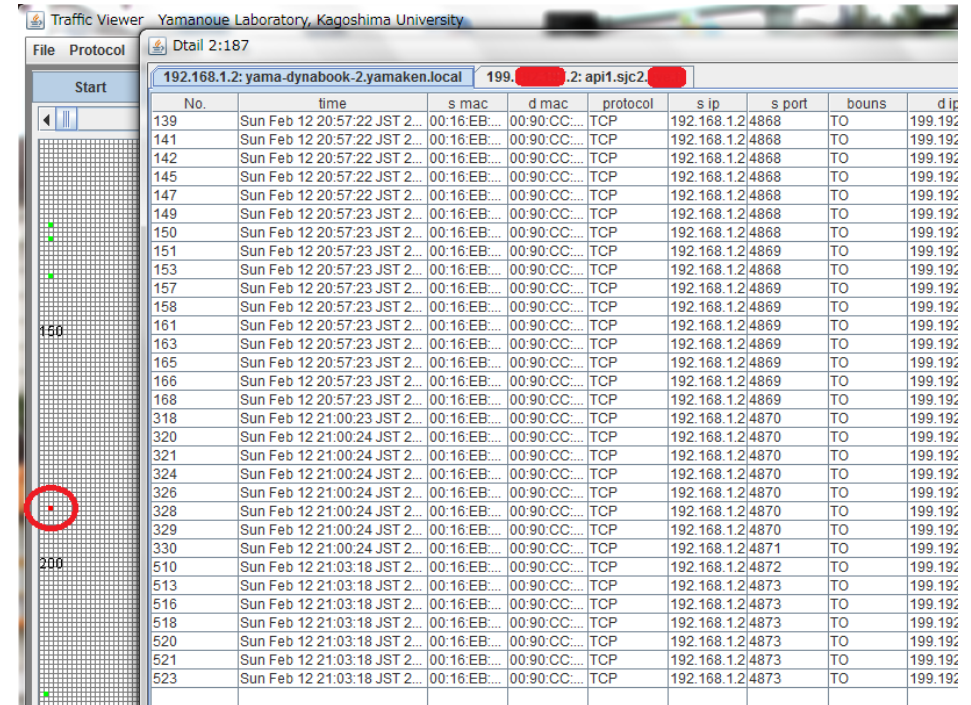 Traffic Viewer Yamanoue Laboratory, Kagoshima University
File Protocol
Dtail 2:187
Start
192.168.1.2: yama-dynabook-2.yamaken.local 199. .2: api1.sjc2.
No. time s mac d mac protocol s ip s port bouns d ip
139 Sun Feb 12 20:57:22 JST 2... 00:16:EB:... 00:90:CC:... TCP 192.168.1.2 4868 TO 199.192
141 Sun Feb 12 20:57:22 JST 2... 00:16:EB:... 00:90:CC:... TCP 192.168.1.2 4868 TO 199.192
142 Sun Feb 12 20:57:22 JST 2... 00:16:EB:... 00:90:CC:... TCP 192.168.1.2 4868 TO 199.192
145 Sun Feb 12 20:57:22 JST 2... 00:16:EB:... 00:90:CC:... TCP 192.168.1.2 4868 TO 199.192
147 Sun Feb 12 20:57:22 JST 2... 00:16:EB:... 00:90:CC:... TCP 192.168.1.2 4868 TO 199.192
149 Sun Feb 12 20:57:23 JST 2... 00:16:EB:... 00:90:CC:... TCP 192.168.1.2 4868 TO 199.192
150 Sun Feb 12 20:57:23 JST 2... 00:16:EB:... 00:90:CC:... TCP 192.168.1.2 4868 TO 199.192
151 Sun Feb 12 20:57:23 JST 2... 00:16:EB:... 00:90:CC:... TCP 192.168.1.2 4869 TO 199.192
153 Sun Feb 12 20:57:23 JST 2... 00:16:EB:... 00:90:CC:... TCP 192.168.1.2 4868 TO 199.192
157 Sun Feb 12 20:57:23 JST 2... 00:16:EB:... 00:90:CC:... TCP 192.168.1.2 4869 TO 199.192
158 Sun Feb 12 20:57:23 JST 2... 00:16:EB:... 00:90:CC:... TCP 192.168.1.2 4869 TO 199.192
161 Sun Feb 12 20:57:23 JST 2... 00:16:EB:... 00:90:CC:... TCP 192.168.1.2 4869 TO 199.192
163 Sun Feb 12 20:57:23 JST 2... 00:16:EB:... 00:90:CC:... TCP 192.168.1.2 4869 TO 199.192
165 Sun Feb 12 20:57:23 JST 2... 00:16:EB:... 00:90:CC:... TCP 192.168.1.2 4869 TO 199.192
166 Sun Feb 12 20:57:23 JST 2... 00:16:EB:... 00:90:CC:... TCP 192.168.1.2 4869 TO 199.192
168 Sun Feb 12 20:57:23 JST 2... 00:16:EB:... 00:90:CC:... TCP 192.168.1.2 4869 TO 199.192
318 Sun Feb 12 21:00:23 JST 2... 00:16:EB:... 00:90:CC:... TCP 192.168.1.2 4870 TO 199.192
320 Sun Feb 12 21:00:24 JST 2... 00:16:EB:... 00:90:CC:... TCP 192.168.1.2 4870 TO 199.192
321 Sun Feb 12 21:00:24 JST 2... 00:16:EB:... 00:90:CC:... TCP 192.168.1.2 4870 TO 199.192
324 Sun Feb 12 21:00:24 JST 2... 00:16:EB:... 00:90:CC:... TCP 192.168.1.2 4870 TO 199.192
326 Sun Feb 12 21:00:24 JST 2... 00:16:EB:... 00:90:CC:... TCP 192.168.1.2 4870 TO 199.192
328 Sun Feb 12 21:00:24 JST 2... 00:16:EB:... 00:90:CC:... TCP 192.168.1.2 4870 TO 199.192
329 Sun Feb 12 21:00:24 JST 2... 00:16:EB:... 00:90:CC:... TCP 192.168.1.2 4870 TO 199.192
330 Sun Feb 12 21:00:24 JST 2... 00:16:EB:... 00:90:CC:... TCP 192.168.1.2 4871 TO 199.192
510 Sun Feb 12 21:03:18 JST 2... 00:16:EB:... 00:90:CC:... TCP 192.168.1.2 4872 TO 199.192
513 Sun Feb 12 21:03:18 JST 2... 00:16:EB:... 00:90:CC:... TCP 192.168.1.2 4873 TO 199.192
516 Sun Feb 12 21:03:18 JST 2... 00:16:EB:... 00:90:CC:... TCP 192.168.1.2 4873 TO 199.192
518 Sun Feb 12 21:03:18 JST 2... 00:16:EB:... 00:90:CC:... TCP 192.168.1.2 4873 TO 199.192
520 Sun Feb 12 21:03:18 JST 2... 00:16:EB:... 00:90:CC:... TCP 192.168.1.2 4873 TO 199.192
521 Sun Feb 12 21:03:18 JST 2... 00:16:EB:... 00:90:CC:... TCP 192.168.1.2 4873 TO 199.192
523 Sun Feb 12 21:03:18 JST 2... 00:16:EB:... 00:90:CC:... TCP 192.168.1.2 4873 TO 199.192
150
200